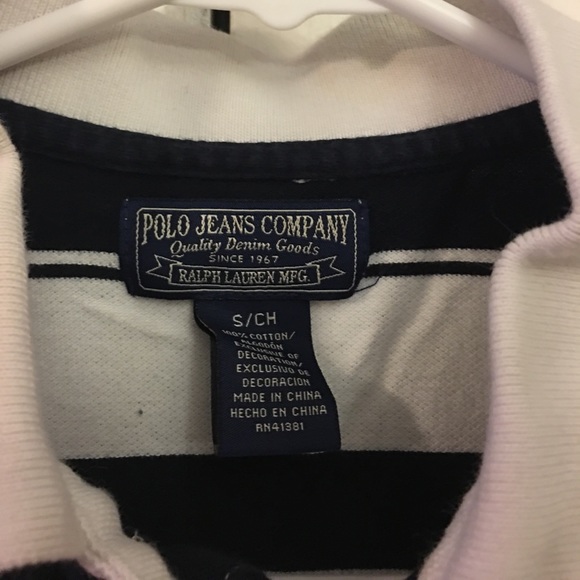 POLO JEANS COMPANY
Quality Denim Goods
SINCE 1967
RALPH LAUREN MFG.
S/CH
100% COTTON/
ALGODÓN
EXCLUSIVE OF
DECORATION/
EXCLUSIVO DE
DECORACION
MADE IN CHINA
HECHO EN CHINA
RN41381